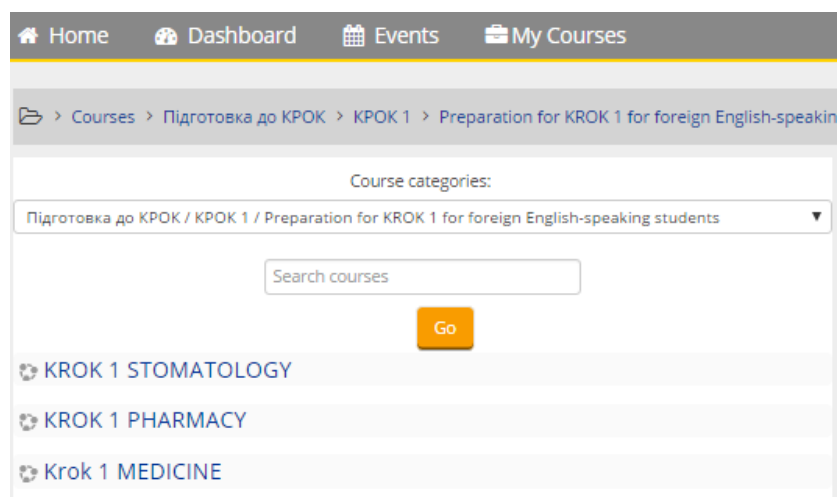 Home Dashboard Events My Courses
> Courses > Підготовка до КРОК > КРОК 1 > Preparation for KROK 1 for foreign English-speakin
Course categories:
Підготовка до КРОК / КРОК 1 / Preparation for KROK 1 for foreign English-speaking students
Search courses
Go
KROK 1 STOMATOLOGY
KROK 1 PHARMACY
Krok 1 MEDICINE